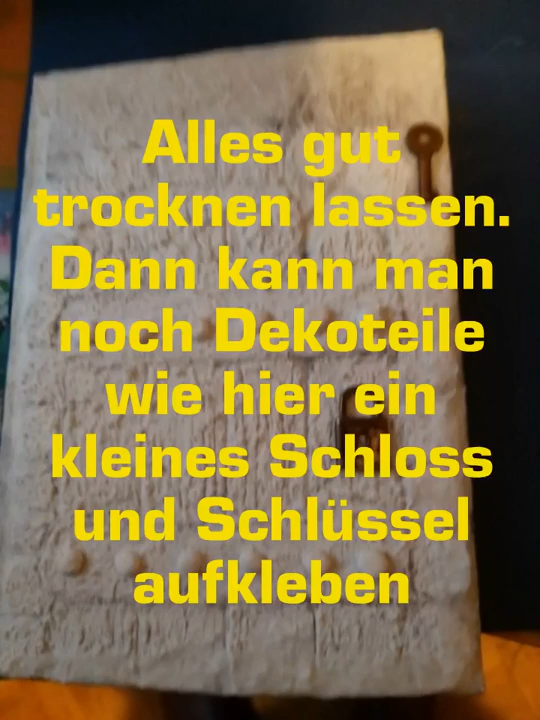 Alles gut
trocknen lassen.
Dann kann man
noch Dekoteile
wie hier ein
kleines Schloss
und Schlüssel
aufkleben